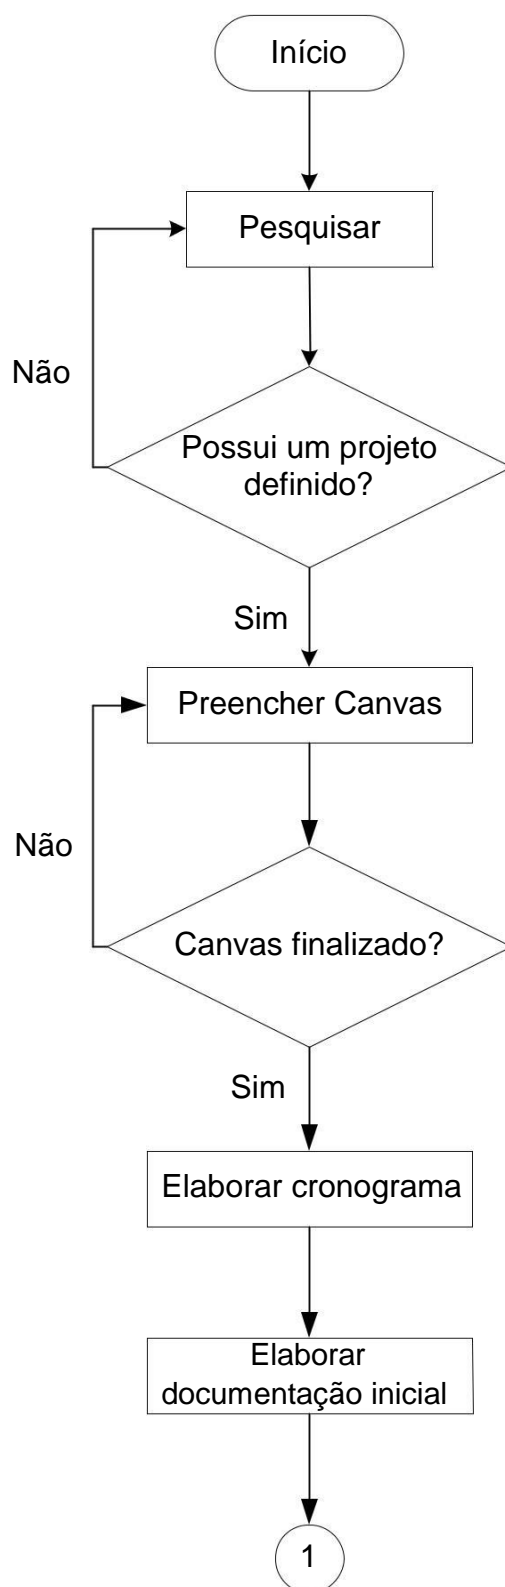 Início
Pesquisar
Não
Possui um projeto
definido?
Sim
Preencher Canvas
Não
Canvas finalizado?
Sim
Elaborar cronograma
Elaborar
documentação inicial
1